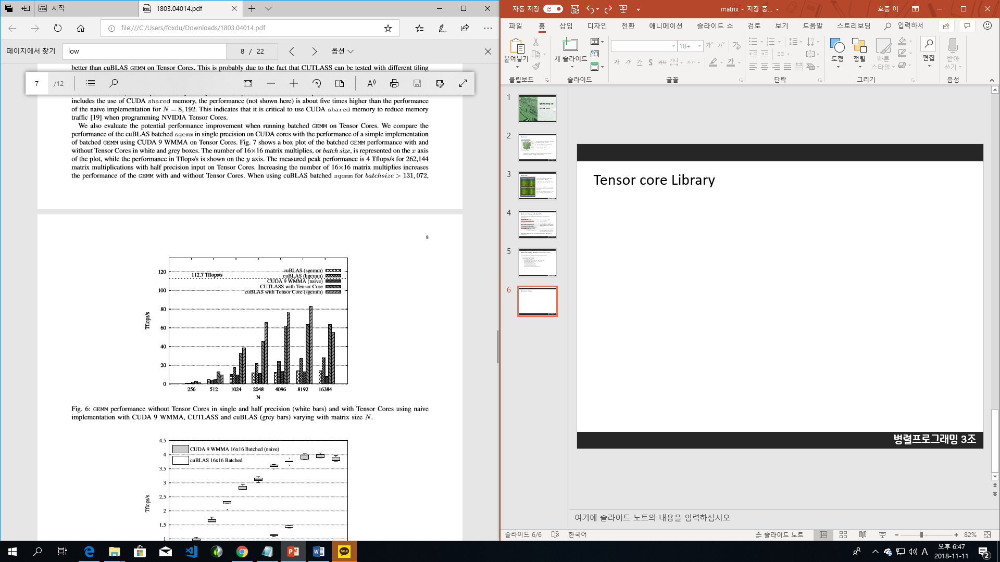 시작
1803.04014.pdf
file:///C:/Users/foxdu/Downloads/1803.04014.pdf
페이지에서 찾기
low
8 / 22
옵션
better than cuBLAS GEMM on Tensor Cores. This is probably due to the fact that CUTLASS can be tested with different tiling
7
/12
includes the use of CUDA shared memory, the performance (not shown here) is about five times higher than the performance
of the naive implementation for N = 8,192. This indicates that it is critical to use CUDA shared memory to reduce memory
traffic [19] when programming NVIDIA Tensor Cores.
We also evaluate the potential performance improvement when running batched GEMM on Tensor Cores. We compare the
performance of the cuBLAS batched sgemm in single precision on CUDA cores with the performance of a simple implementation
of batched GEMM using CUDA 9 WMMA on Tensor Cores. Fig. 7 shows a box plot of the batched GEMM performance with and
without Tensor Cores in white and grey boxes. The number of 16×16 matrix multiplies, or batch size, is represented on the x axis
of the plot, while the performance in Tflops/s is shown on the y axis. The measured peak performance is 4 Tflops/s for 262,144
matrix multiplications with half precision input on Tensor Cores. Increasing the number of 16×16 matrix multiplies increases
the performance of the GEMM with and without Tensor Cores. When using cuBLAS batched sgemm for batchsize > 131,072,
8
112.7 Tflops/s
cuBLAS (sgemm)
cuBLAS (hgemm)
CUDA 9 WMMA (naive)
CUTLASS with Tensor Core
cuBLAS with Tensor Core (sgemm)
120
100
80
60
40
20
0
Tflops/s
256 512 1024 2048 4096 8192 16384
N
Fig. 6: GEMM performance without Tensor Cores in single and half precision (white bars) and with Tensor Cores using naive
implementation with CUDA 9 WMMA, CUTLASS and cuBLAS (grey bars) varying with matrix size N.
CUDA 9 WMMA 16x16 Batched (naive)
cuBLAS 16x16 Batched
4.5
4
3.5
3
2.5
2
1.5
1
Tflops/s
자동 저장 컴
matrix - 저장 중...
호중 이
파일 홈 삽입 디자인 전환 애니메이션 슬라이드 쇼 검토 보기 도움말 스토리보딩 입력하서
붙여넣기
클립보드
새 슬라이드
슬라이드
18+
가 가 가 S 가나 가나 가가
글꼴
단락
도형 정렬 빠른 스타일
그리기
편집
받아쓰기
음성
1
2
3
4
5
6
Tensor core Library
병렬프로그래밍 3조
여기에 슬라이드 노트의 내용을 입력하십시오
슬라이드 6/6 한국어 슬라이드 노트 82%
TALK
A
오후 6:47
2018-11-11
2